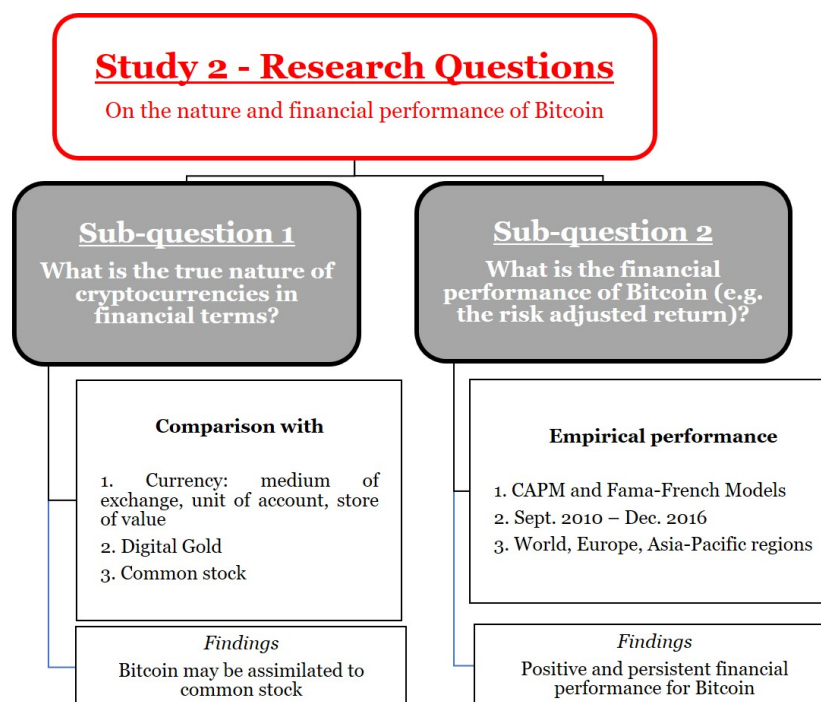 Study 2 - Research Questions
On the nature and financial performance of Bitcoin
Sub-question 1
What is the true nature of
cryptocurrencies in
financial terms?
Sub-question 2
What is the financial
performance of Bitcoin (e.g.
the risk adjusted return)?
Comparison with
1. Currency: medium of
exchange, unit of account, store
of value
2. Digital Gold
3. Common stock
Empirical performance
1. CAPM and Fama-French Models
2. Sept. 2010 – Dec. 2016
3. World, Europe, Asia-Pacific regions
Findings
Bitcoin may be assimilated to
common stock
Findings
Positive and persistent financial
performance for Bitcoin